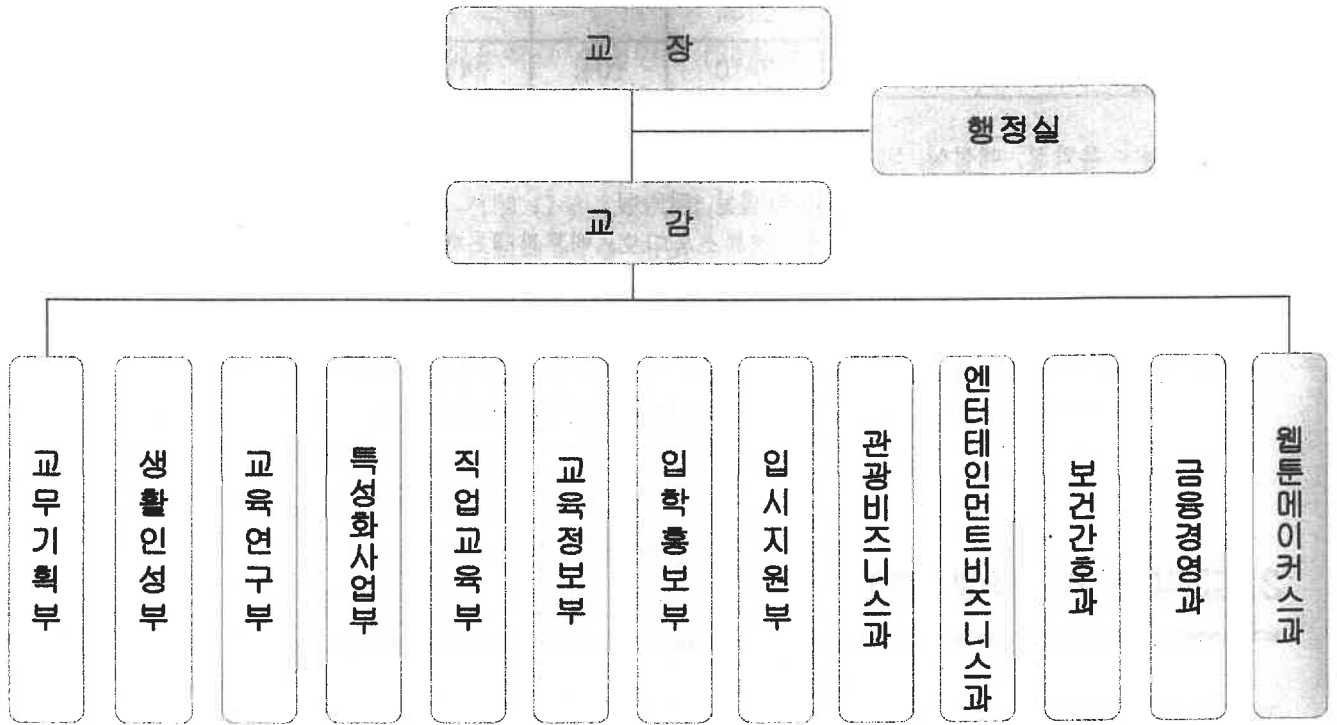 교 장
행정실
교 감
교무기획부
생활인성부
교육연구부
특성화사업부
직업교육부
교육정보부
입학홍보부
입시지원부
관광비즈니스과
엔터테인먼트비즈니스과
보건간호과
금융경영과
웹툰메이커스과